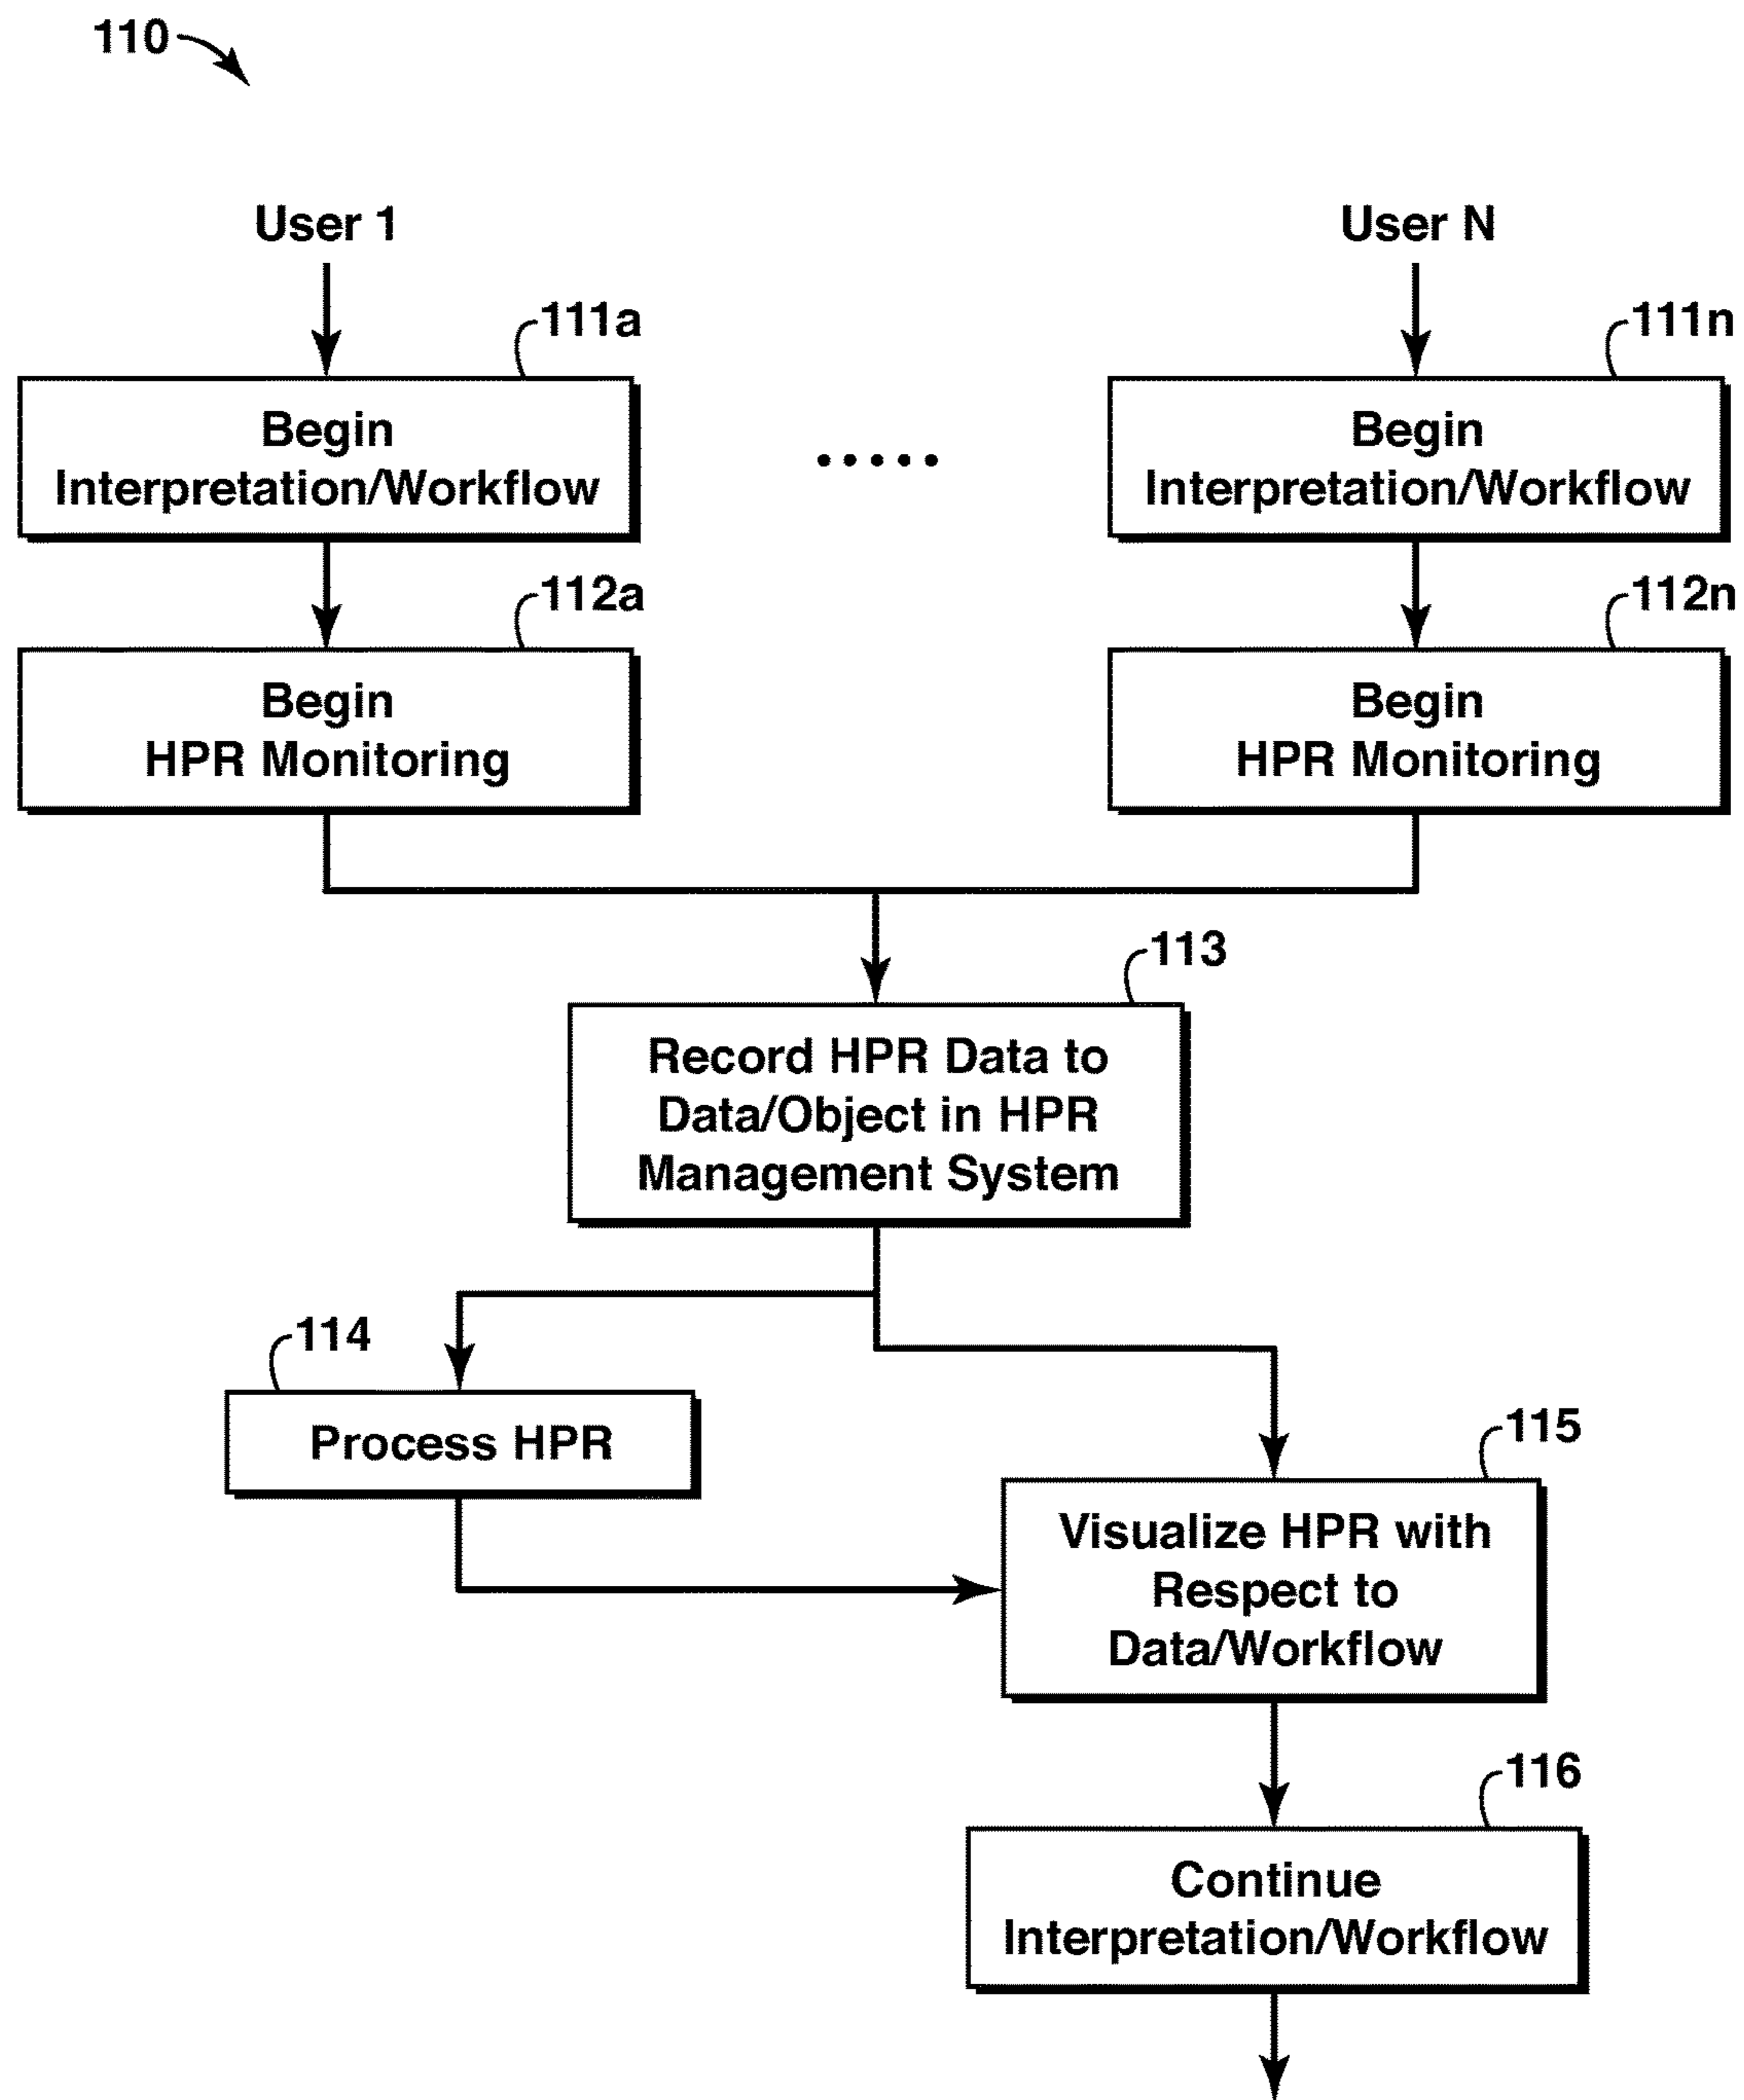 110
User 1
User N
111a
111n
Begin
Interpretation/Workflow
.....
Begin
Interpretation/Workflow
112a
112n
Begin
HPR Monitoring
Begin
HPR Monitoring
113
Record HPR Data to
Data/Object in HPR
Management System
114
Process HPR
115
Visualize HPR with
Respect to
Data/Workflow
116
Continue
Interpretation/Workflow